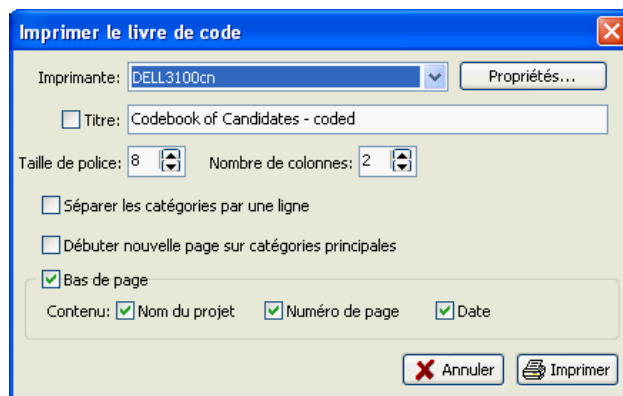 Imprimer le livre de code
Imprimante: DELL3100cn Propriétés...
Titre: Codebook of Candidates - coded
Taille de police: 8 Nombre de colonnes: 2
Séparer les catégories par une ligne
Débuter nouvelle page sur catégories principales
Bas de page
Contenu: Nom du projet Numéro de page Date
Annuler Imprimer